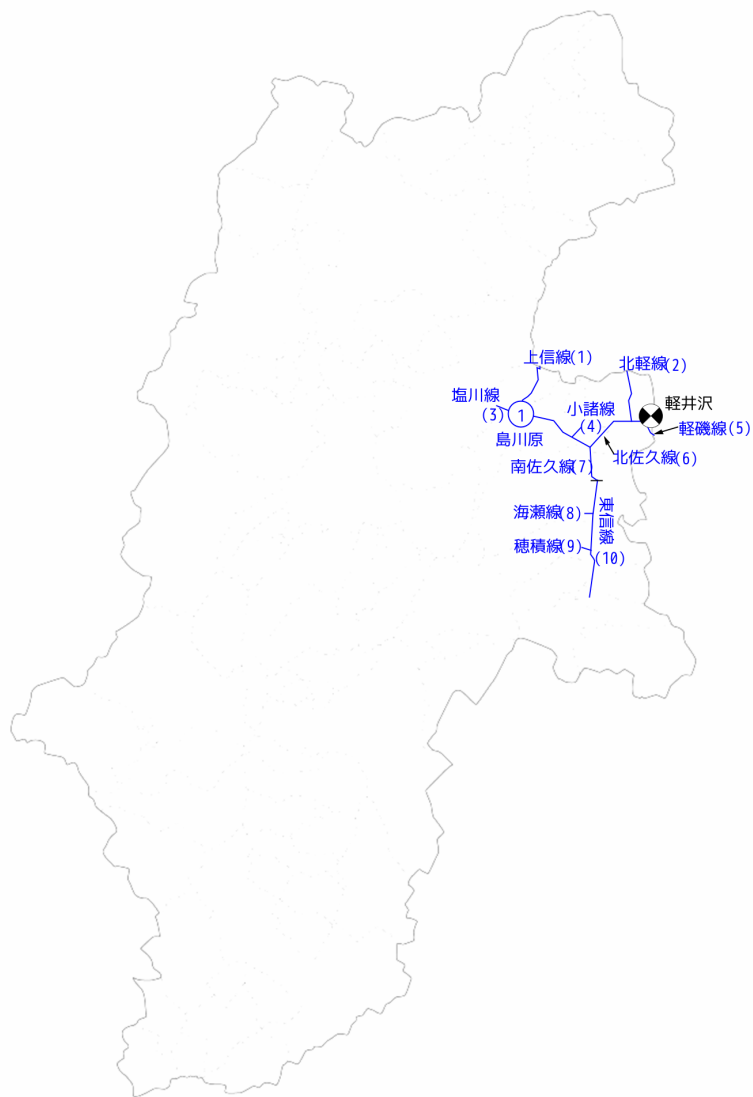 上信線(1)
北軽線(2)
塩川線
(3)
1
島川原
小諸線
(4)
軽井沢
軽磯線(5)
北佐久線(6)
南佐久線(7)
海瀬線(8)
東信線
(10)
穂積線(9)